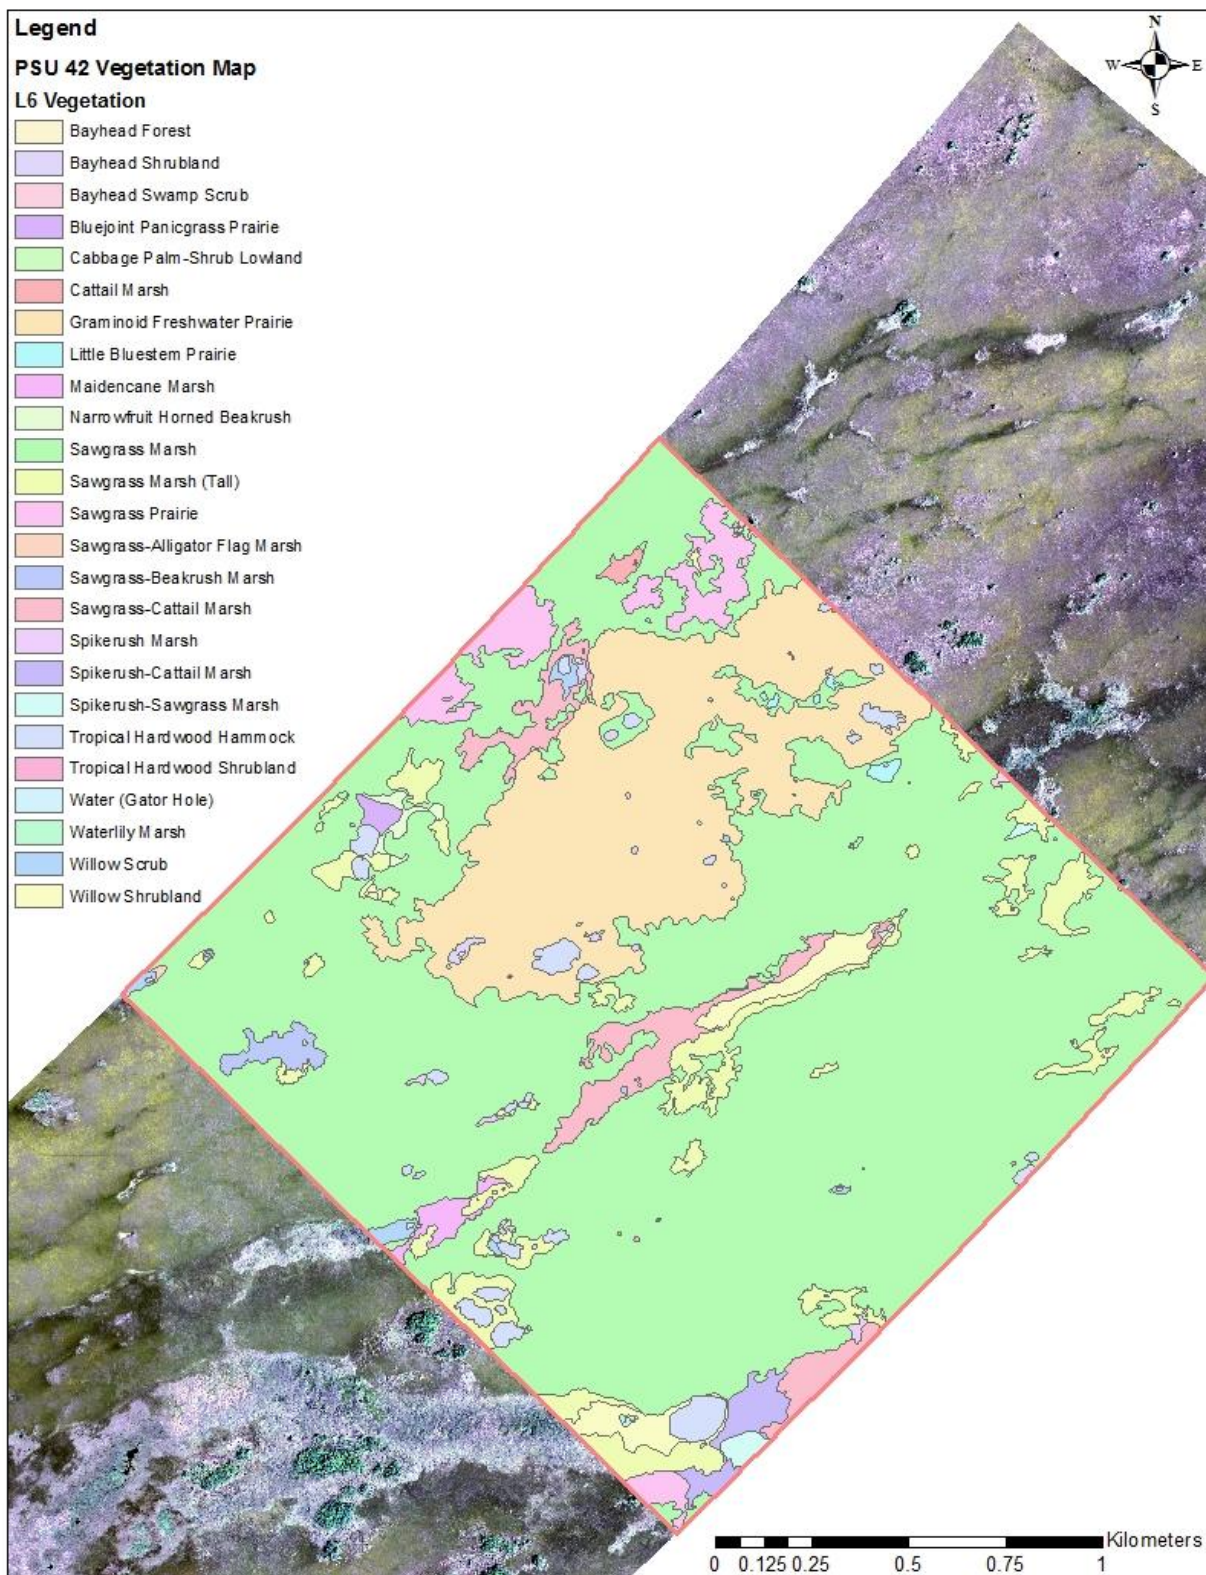 Legend
N
PSU 42 Vegetation Map
W E
L6 Vegetation
S
Bayhead Forest
Bayhead Shrubland
Bayhead Swamp Scrub
Bluejoint Panicgrass Prairie
Cabbage Palm-Shrub Lowland
Cattail Marsh
Graminoid Freshwater Prairie
Little Bluestem Prairie
Maidencane Marsh
Narrowfruit Horned Beakrush
Sawgrass Marsh
Sawgrass Marsh (Tall)
Sawgrass Prairie
Sawgrass-Alligator Flag Marsh
Sawgrass-Beakrush Marsh
Sawgrass-Cattail Marsh
Spikerush Marsh
Spikerush-Cattail Marsh
Spikerush-Sawgrass Marsh
Tropical Hardwood Hammock
Tropical Hardwood Shrubland
Water (Gator Hole)
Waterlily Marsh
Willow Scrub
Willow Shrubland
Kilometers
0 0.125 0.25 0.5 0.75 1